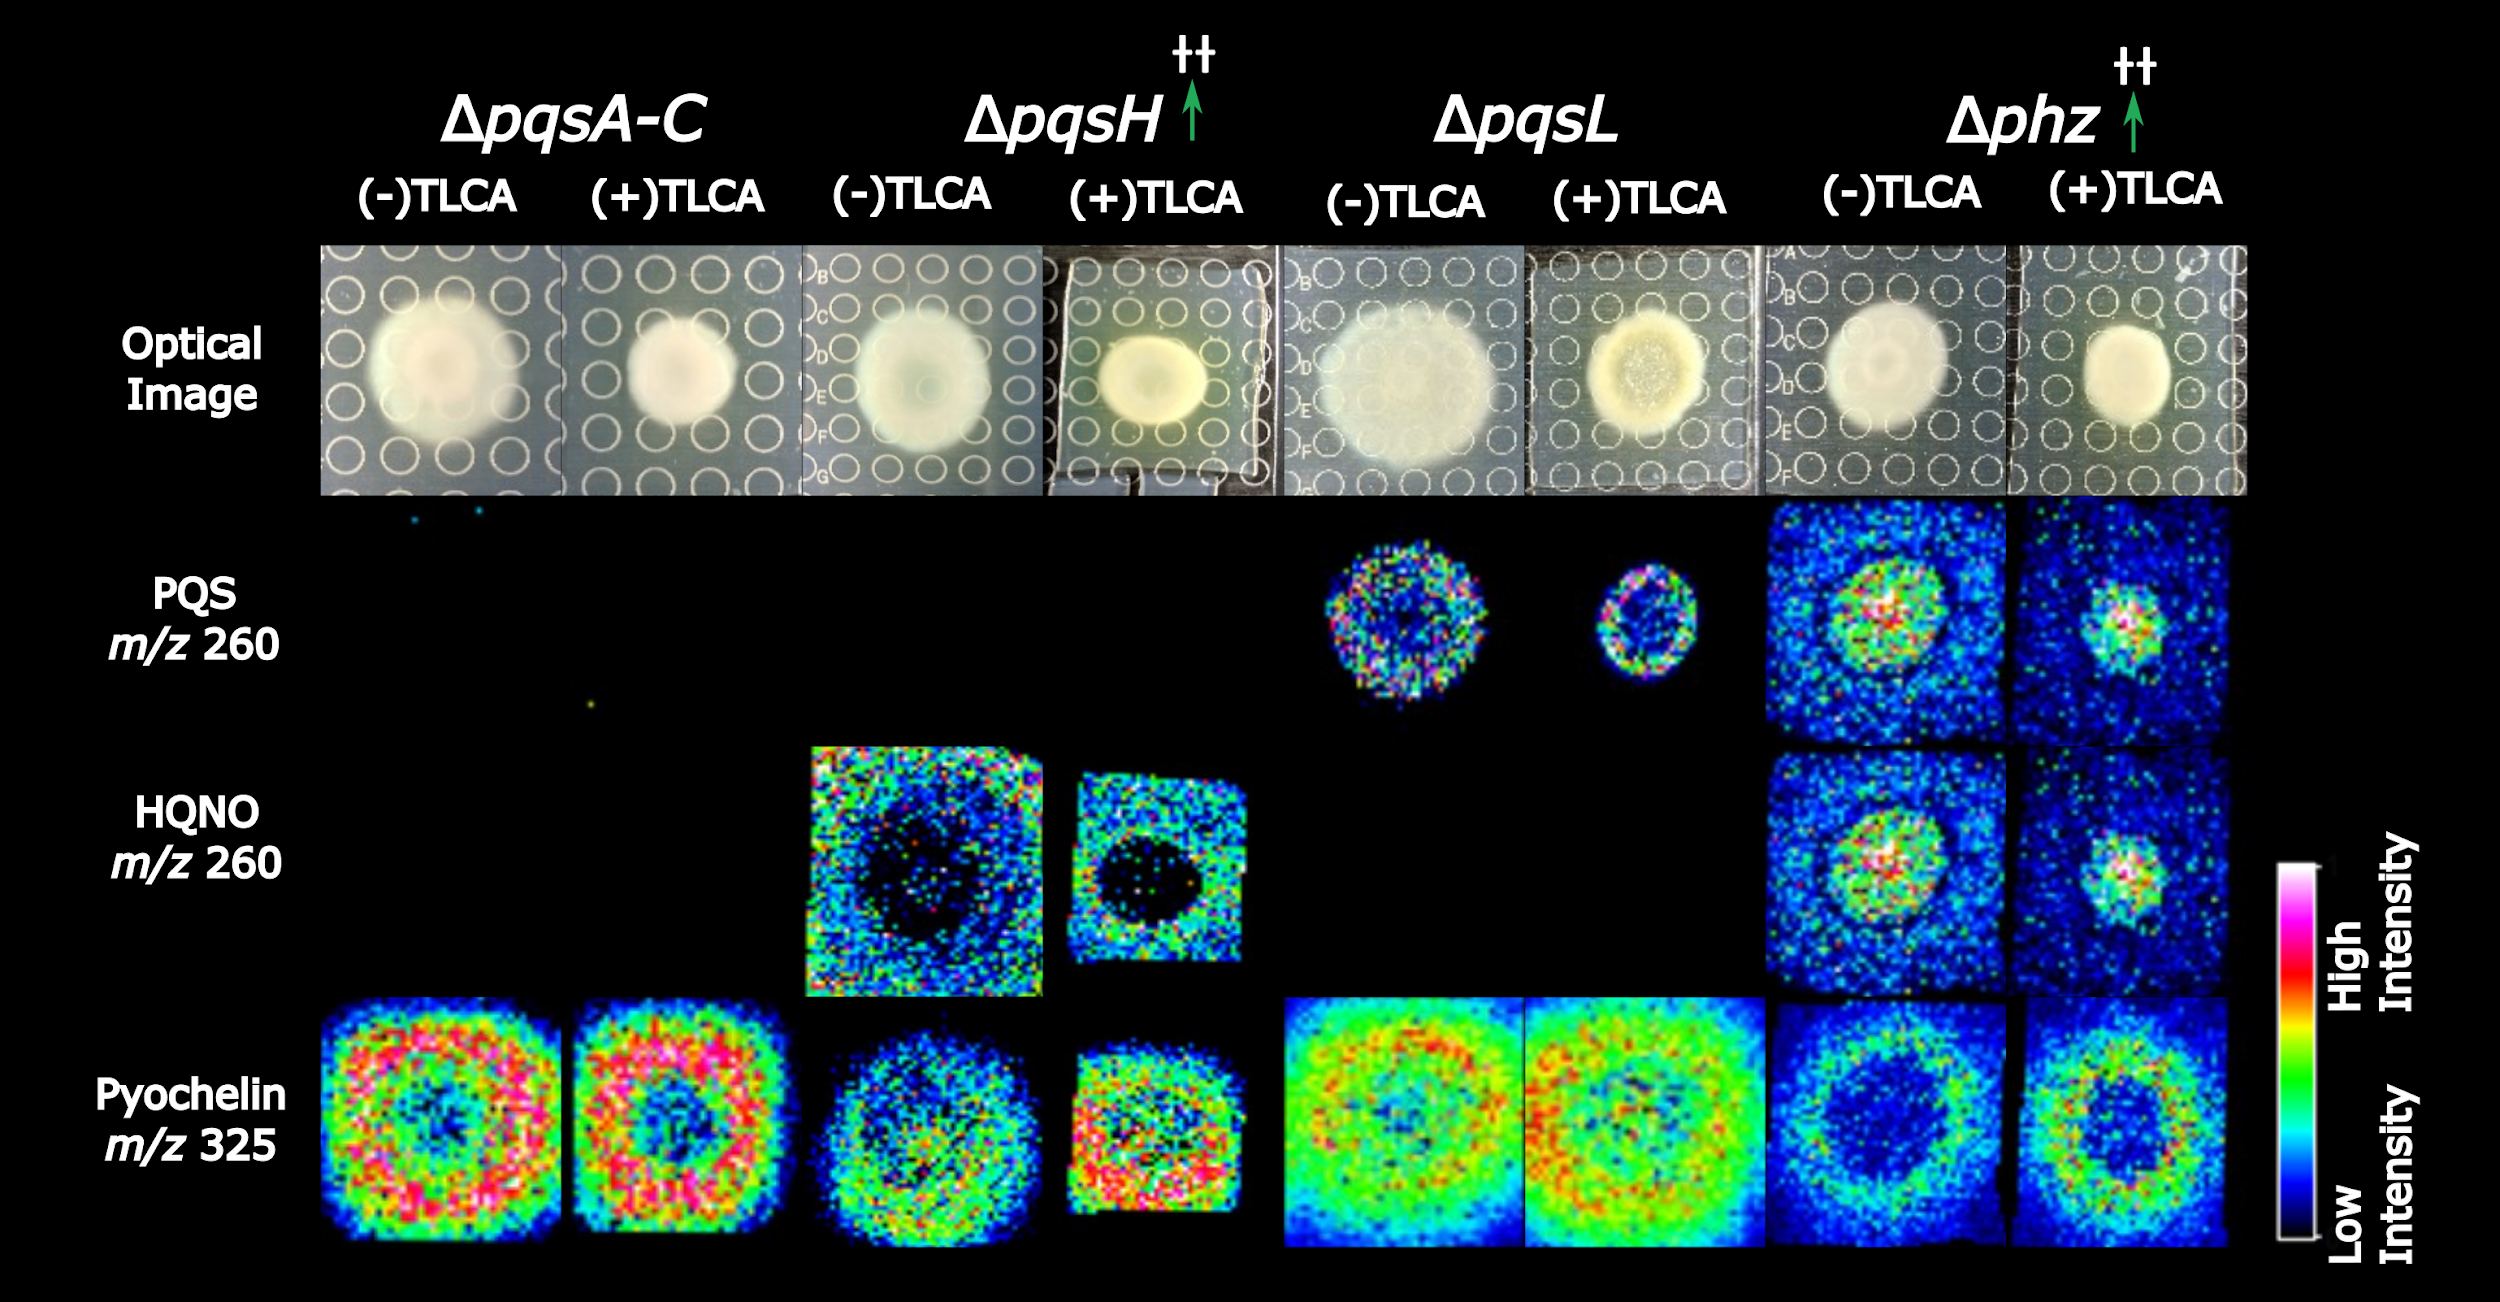 ‡‡ ‡‡
ΔpqsA-C ΔpqsH ↑ ΔpqsL Δphz ↑
(-)TLCA (+)TLCA (-)TLCA (+)TLCA (-)TLCA (+)TLCA (-)TLCA (+)TLCA
Optical
Image
B
C
D
E
F
G
B
C
D
E
F
A
B
C
D
E
F
PQS
m/z 260
HQNO
m/z 260
Pyochelin
m/z 325
High
Intensity
Low
Intensity